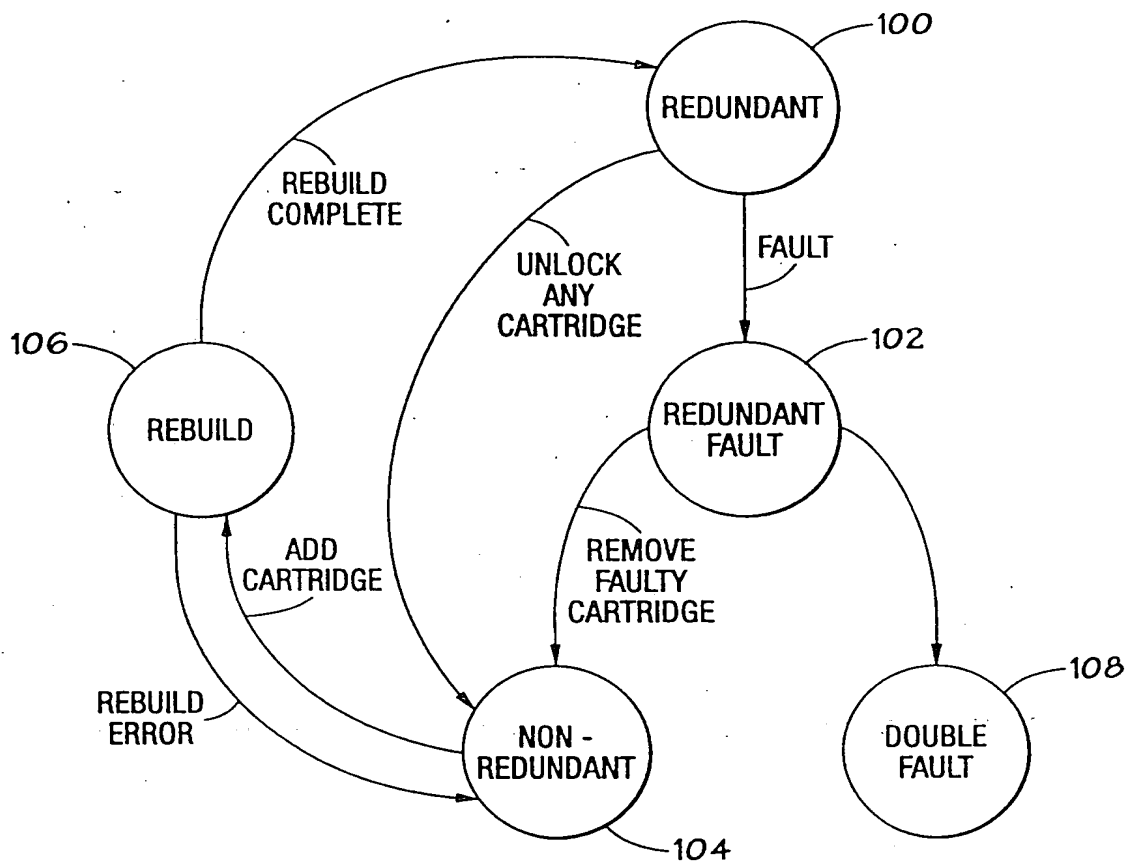 100
REDUNDANT
REBUILD
COMPLETE
UNLOCK
ANY
CARTRIDGE
FAULT
106
102
REBUILD
REDUNDANT
FAULT
ADD
CARTRIDGE
REMOVE
FAULTY
CARTRIDGE
REBUILD
ERROR
108
NON -
REDUNDANT
DOUBLE
FAULT
104